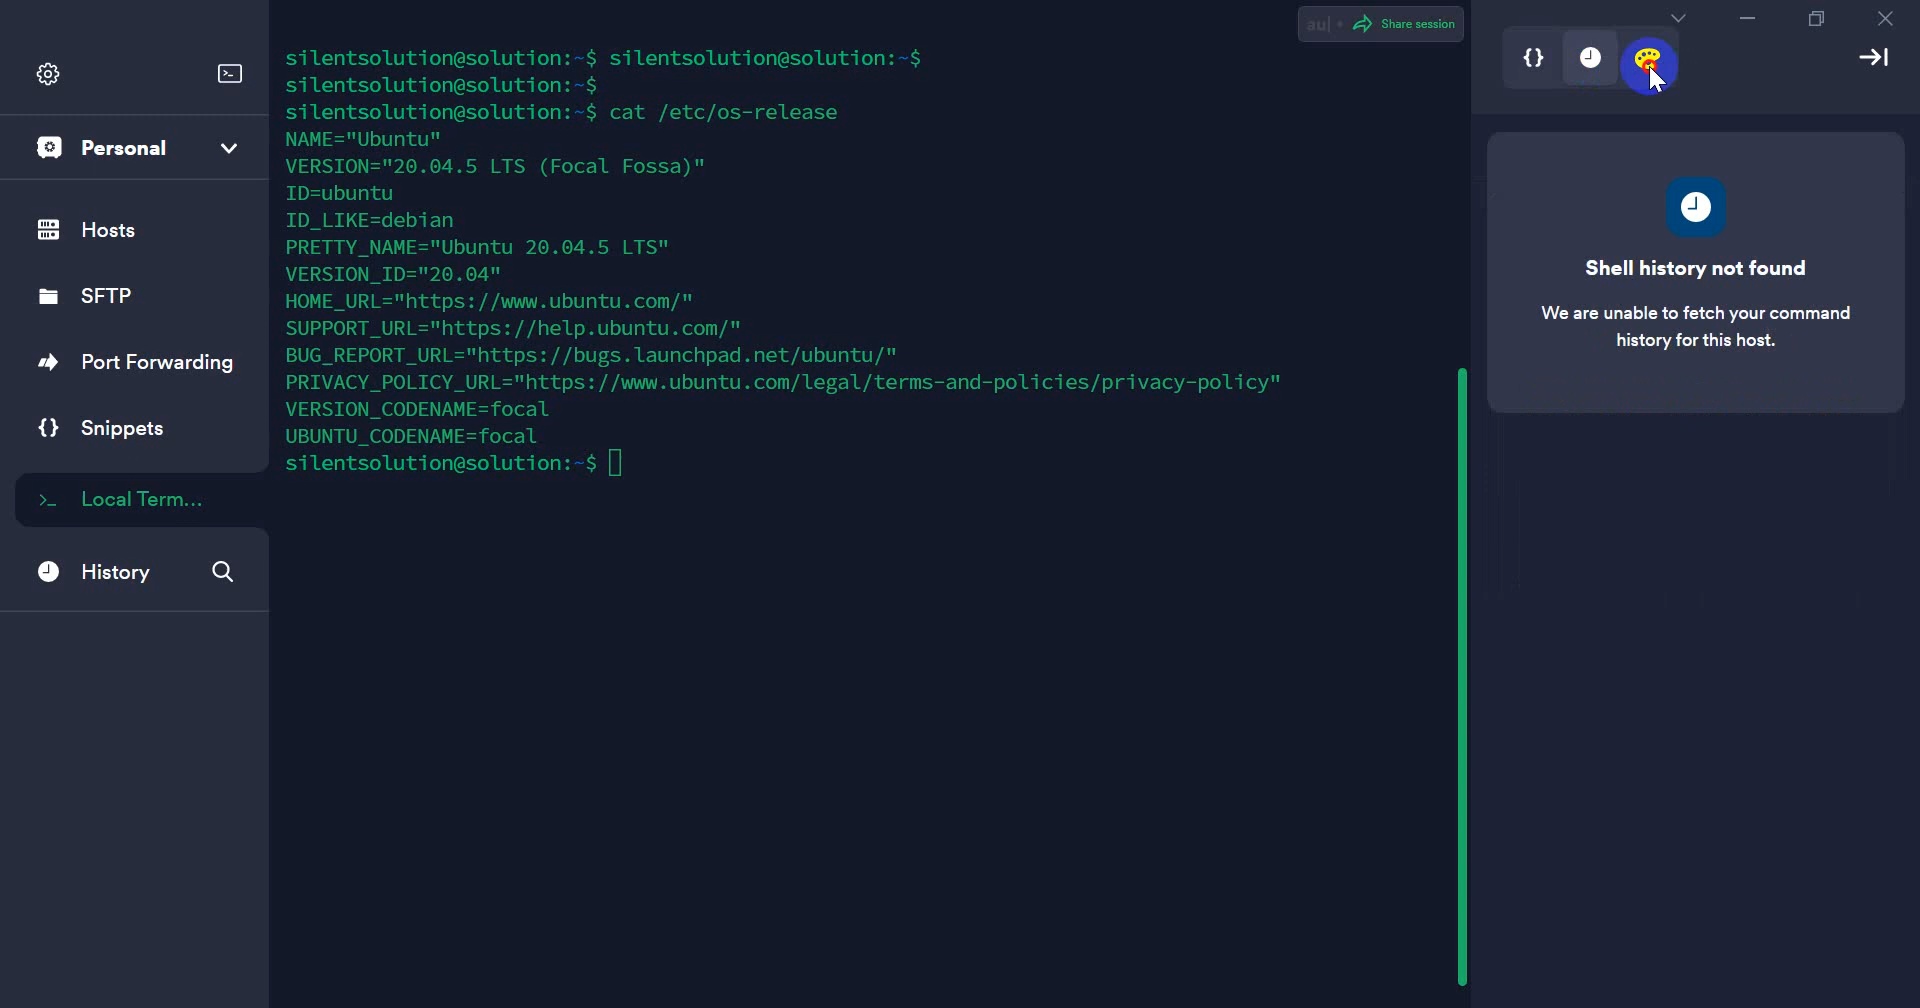 Share session
Personal
Hosts
SFTP
Port Forwarding
{} Snippets
>_ Local Term...
History
silentsolution@solution:~$ silentsolution@solution:~$
silentsolution@solution:~$
silentsolution@solution:~$ cat /etc/os-release
NAME="Ubuntu"
VERSION="20.04.5 LTS (Focal Fossa)"
ID=ubuntu
ID_LIKE=debian
PRETTY_NAME="Ubuntu 20.04.5 LTS"
VERSION_ID="20.04"
HOME_URL="https://www.ubuntu.com/"
SUPPORT_URL="https://help.ubuntu.com/"
BUG_REPORT_URL="https://bugs.launchpad.net/ubuntu/"
PRIVACY_POLICY_URL="https://www.ubuntu.com/legal/terms-and-policies/privacy-policy"
VERSION_CODENAME=focal
UBUNTU_CODENAME=focal
silentsolution@solution:~$
{}
Shell history not found
We are unable to fetch your command
history for this host.